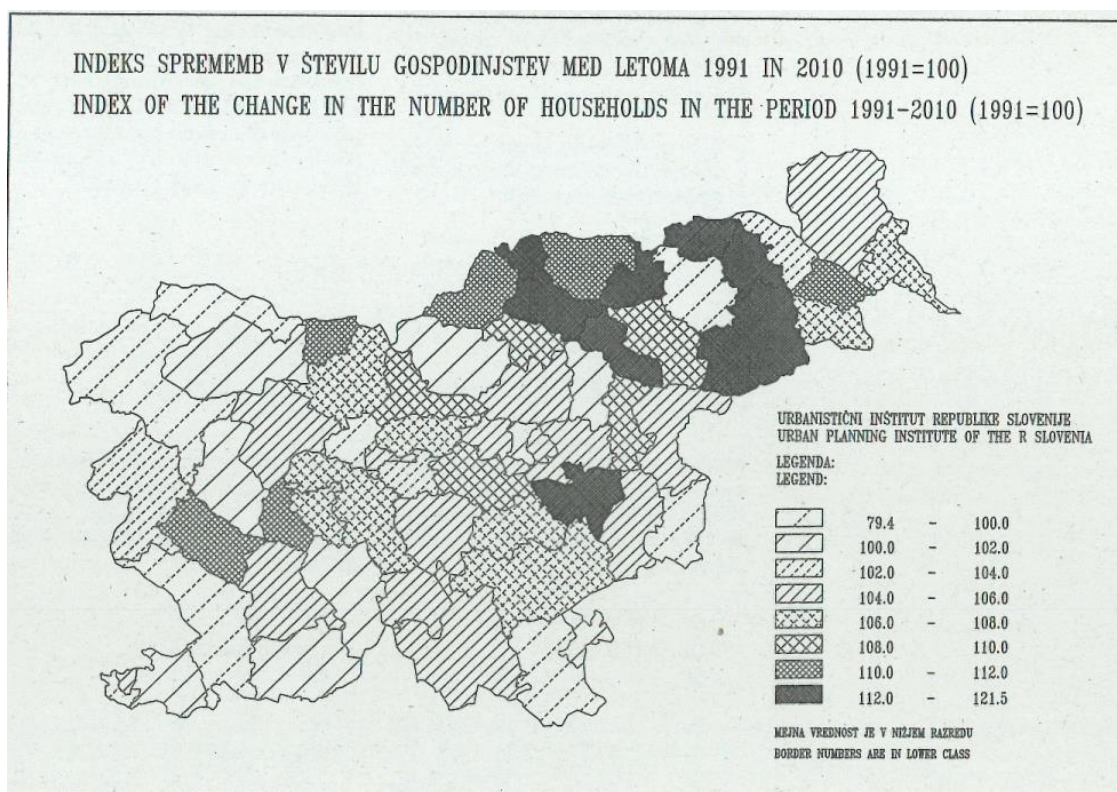 INDEKS SPREMEMB V ŠTEVILU GOSPODINJSTEV MED LETOMA 1991 IN 2010 (1991=100)
INDEX OF THE CHANGE IN THE NUMBER OF HOUSEHOLDS IN THE PERIOD 1991-2010 (1991=100)
URBANISTIČNI INŠTITUT REPUBLIKE SLOVENIJE
URBAN PLANNING INSTITUTE OF THE R SLOVENIA
LEGENDA:
LEGEND:
79.4 - 100.0
100.0 - 102.0
102.0 - 104.0
104.0 - 106.0
106.0 - 108.0
108.0 - 110.0
110.0 - 112.0
112.0 - 121.5
MEJNA VREDNOST JE V NIŽJEM RAZREDU
BORDER NUMBERS ARE IN LOWER CLASS